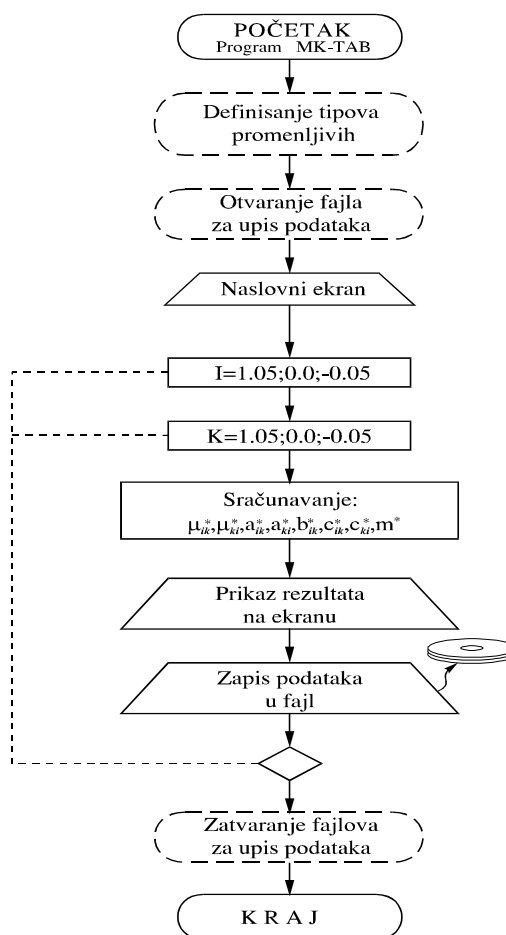 POČETAK
Program MK-TAB
Definisanje tipova
promenljivih
Otvaranje fajla
za upis podataka
Naslovni ekran
I=1.05;0.0;-0.05
K=1.05;0.0;-0.05
Sračunavanje:
μ*ik,μ*ki,a*ik,a*ki,b*ik,c*ik,c*ki,m*
Prikaz rezultata
na ekranu
Zapis podataka
u fajl
Zatvaranje fajlova
za upis podataka
K R A J